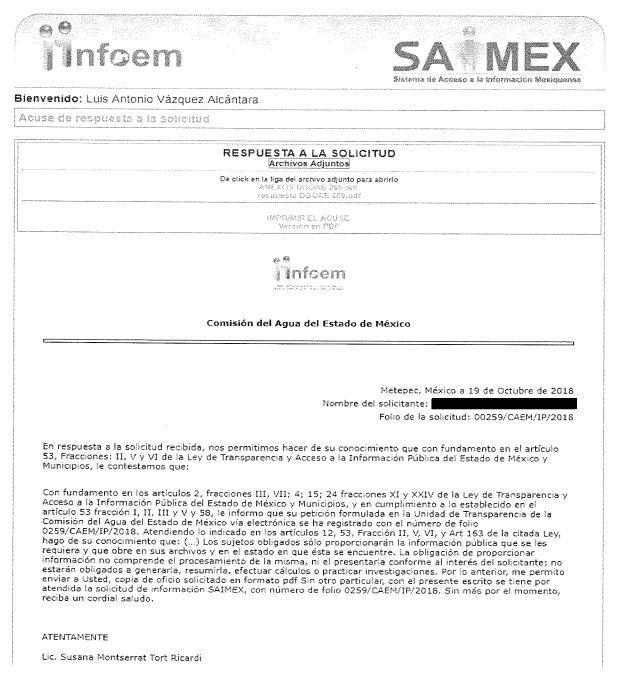 infoem
SAIMEX
Sistema de Acceso a la Información Mexiquense
Bienvenido: Luis Antonio Vázquez Alcántara
Acuse de respuesta a la solicitud
RESPUESTA A LA SOLICITUD
Archivos Adjuntos
De click en la liga del archivo adjunto para abrirlo
ANEXOS DGORE 259.pdf
respuesta DGORE 259.pdf
IMPRIMIR EL ACUSE
Versión en PDF
infoem
Comisión del Agua del Estado de México
Metepec, México a 19 de Octubre de 2018
Nombre del solicitante:
Folio de la solicitud: 00259/CAEM/IP/2018
En respuesta a la solicitud recibida, nos permitimos hacer de su conocimiento que con fundamento en el artículo
53, Fracciones: II, V y VI de la Ley de Transparencia y Acceso a la Información Pública del Estado de México y
Municipios, le contestamos que:
Con fundamento en los artículos 2, fracciones III, VII; 4; 15; 24 fracciones XI y XXIV de la Ley de Transparencia y
Acceso a la Información Pública del Estado de México y Municipios, y en cumplimiento a lo establecido en el
artículo 53 fracción I, II, III y V y 58, le informo que su petición formulada en la Unidad de Transparencia de la
Comisión del Agua del Estado de México vía electrónica se ha registrado con el número de folio
0259/CAEM/IP/2018. Atendiendo lo indicado en los artículos 12, 53, Fracción II, V, VI, y Art 163 de la citada Ley,
hago de su conocimiento que: (...) Los sujetos obligados sólo proporcionarán la información pública que se les
requiera y que obre en sus archivos y en el estado en que ésta se encuentre. La obligación de proporcionar
información no comprende el procesamiento de la misma, ni el presentarla conforme al interés del solicitante; no
estarán obligados a generarla, resumirla, efectuar cálculos o practicar investigaciones. Por lo anterior, me permito
enviar a Usted, copia de oficio solicitado en formato pdf Sin otro particular, con el presente escrito se tiene por
atendida la solicitud de información SAIMEX, con número de folio 0259/CAEM/IP/2018. Sin más por el momento,
reciba un cordial saludo.
ATENTAMENTE
Lic. Susana Montserrat Tort Ricardi